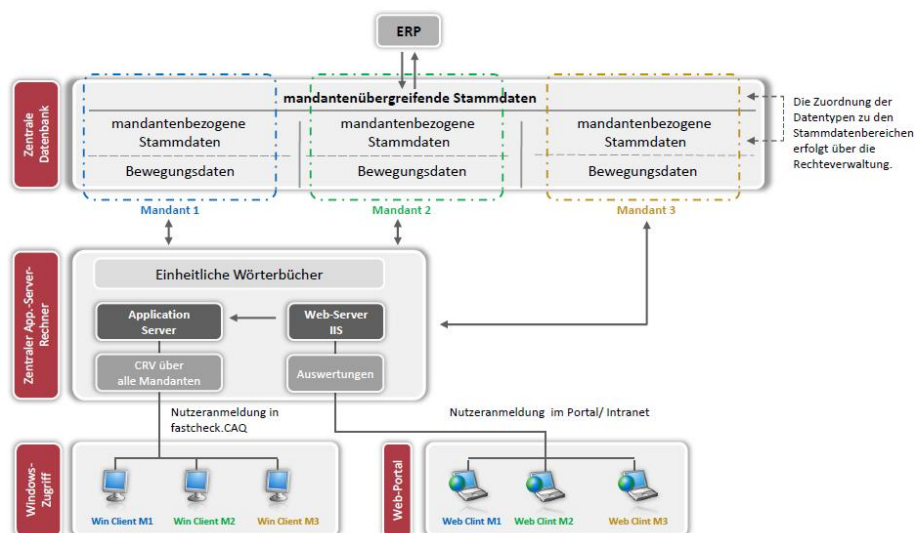 ERP
Zentrale
Datenbank
mandantenübergreifende Stammdaten
mandantenbezogene
Stammdaten
Bewegungsdaten
mandantenbezogene
Stammdaten
Bewegungsdaten
mandantenbezogene
Stammdaten
Bewegungsdaten
Die Zuordnung der
Datentypen zu den
Stammdatenbereichen
erfolgt über die
Rechteverwaltung.
Mandant 1
Mandant 2
Mandant 3
Zentraler App.-Server-
Rechner
Einheitliche Wörterbücher
Application
Server
Web-Server
IIS
CRV über
alle Mandanten
Auswertungen
Nutzeranmeldung in
fastcheck.CAQ
Nutzeranmeldung im Portal/ Intranet
Windows-
Zugriff
Win Client M1
Win Client M2
Win Client M3
Web-Portal
Web Clint M1
Web Clint M2
Web Clint M3